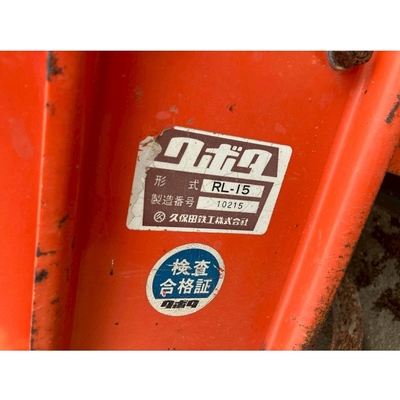 クボタ
形 式 RL-15
製造番号 10215
久保田鉄工株式会社
検査
合格証
クボタ